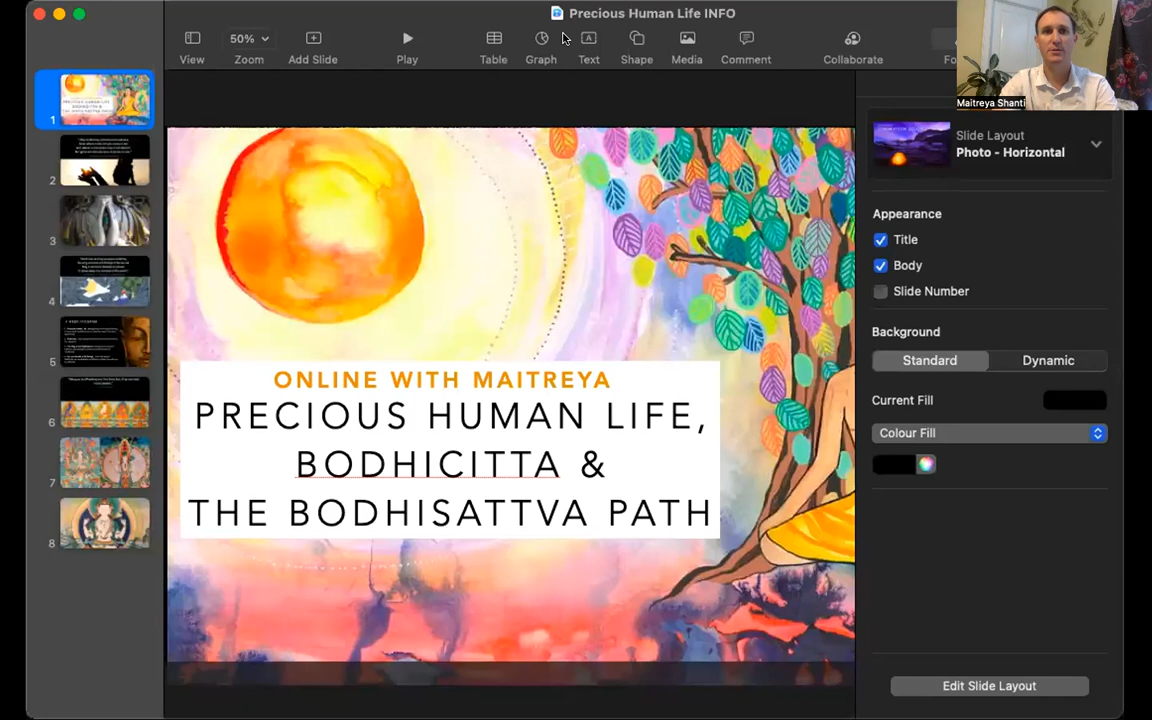 Precious Human Life INFO
50%
View
Zoom
Add Slide
Play
Table
Graph
Text
Shape
Media
Comment
Collaborate
Maitreya Shanti
1
2
3
4
5
6
7
8
ONLINE WITH MAITREYA
PRECIOUS HUMAN LIFE,
BODHICITTA &
THE BODHISATTVA PATH
Slide Layout
Photo - Horizontal
Appearance
Title
Body
Slide Number
Background
Standard
Dynamic
Current Fill
Colour Fill
Edit Slide Layout